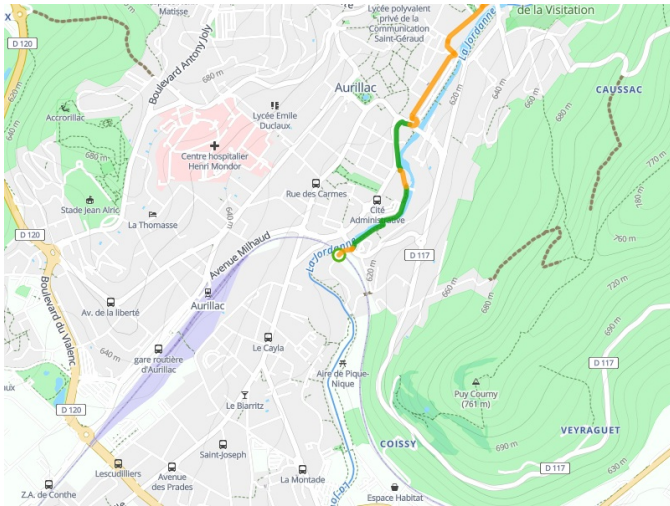 X
Matisse
D 120
Boulevard Antony Joly
680 m
620 m
640 m
Lycée polyvalent
privé de la
Communication
Saint-Géraud
La Jordanne
de la Visitation
CAUSSAC
Aurillac
Accrorillac
680 m
Lycée Emile
Duclaux.
Centre hospitalier
Henri Mondor
620 m
640 m
660 m
770 m
760 m
750 m
Stade Jean Alric
La Thomasse
Rue des Carmes
Cité
Administrative
640 m
D 120
Avenue Milhaud
La Jordanne
620 m
D 117
660 m
680 m
720 m
690 m
Boulevard du Vialenc
Av. de la liberté
Aurillac
640 m
gare routière
d'Aurillac
Le Cayla
Aire de Pique-
Nique
D 117
Puy Courny
(761 m)
Le Biarritz
D 120
VEYRAGUET
COISSY
690 m
630 m
Saint-Joseph
Lescudilliers
Avenue
des Prades
La Montade
D 117
Z.A. de Conthe
Espace Habitat